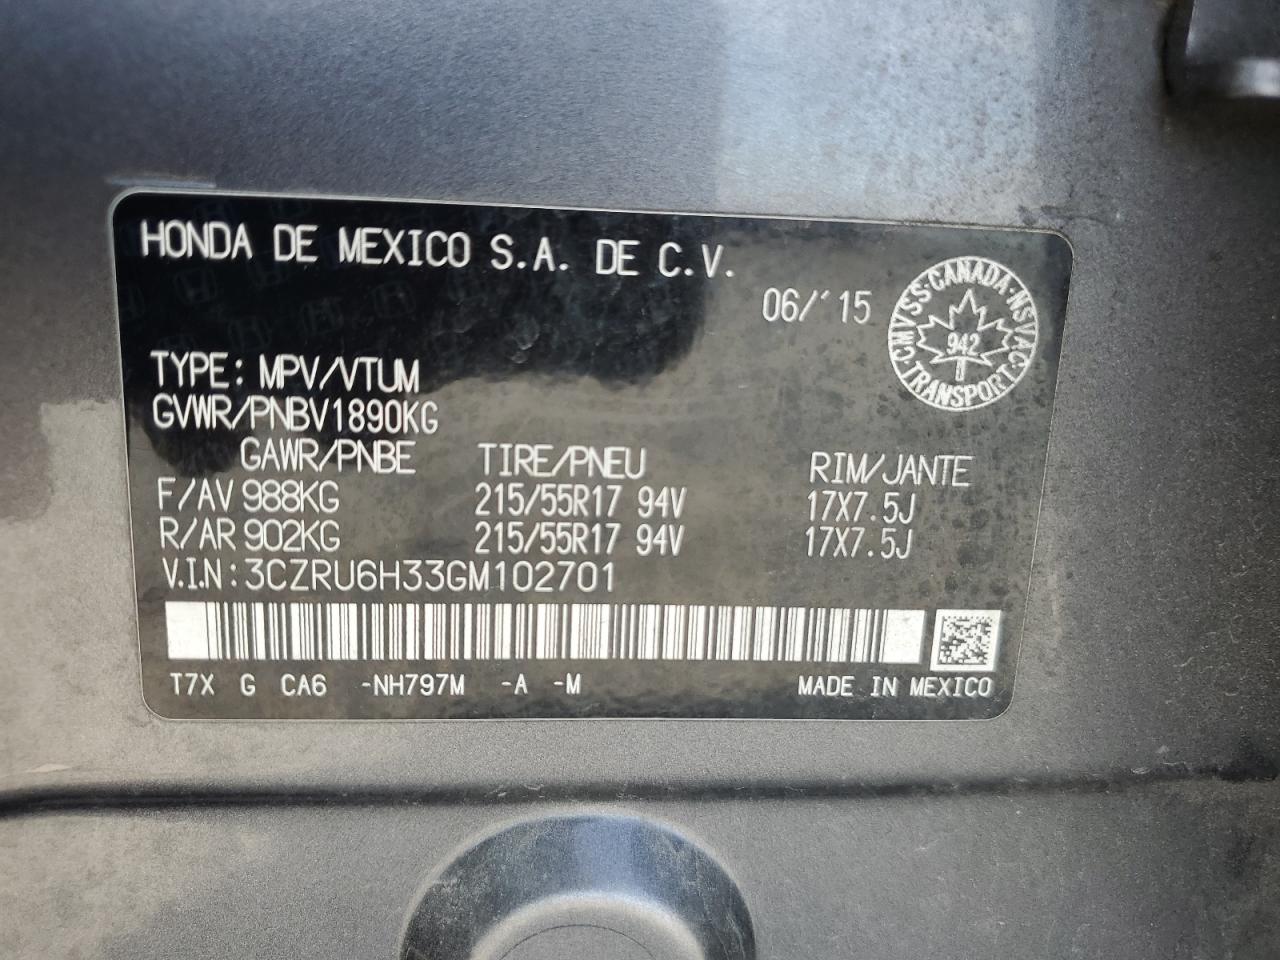 HONDA DE MEXICO S.A. DE C.V.
06/'15
CMVSS·CANADA·NSVAC·TRANSPORT·
942
TYPE: MPV/VTUM
GVWR/PNBV1890KG
GAWR/PNBE TIRE/PNEU RIM/JANTE
F/AV 988KG 215/55R17 94V 17X7.5J
R/AR 902KG 215/55R17 94V 17X7.5J
V.I.N: 3CZRU6H33GM102701
T7X G CA6 -NH797M -A -M MADE IN MEXICO